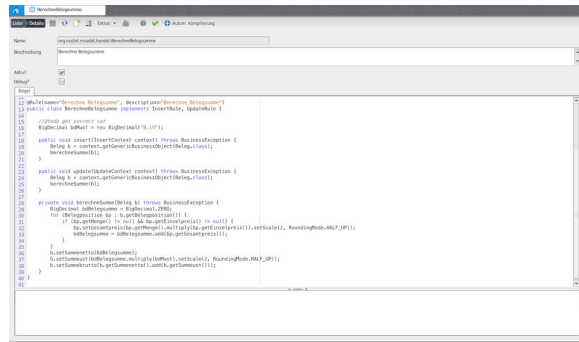 BerechneBelegsumme
Liste Details Extras Autom. Kompilierung
Name org.nuclet.nnuclet.handel.BerechneBelegsumme
Beschreibung Berechne Belegsumme
Aktiv?
Debug?
Regel
12 @Rule(name="Berechne Belegsumme", description="Berechne Belegsumme")
13 public class BerechneBelegsumme implements InsertRule, UpdateRule {
14
15 //@todo get correct vat
16 BigDecimal bdMwst = new BigDecimal("0.19");
17
18 public void insert(InsertContext context) throws BusinessException {
19 Beleg b = context.getGenericBusinessObject(Beleg.class);
20 berechneSumme(b);
21 }
22
23 public void update(UpdateContext context) throws BusinessException {
24 Beleg b = context.getGenericBusinessObject(Beleg.class);
25 berechneSumme(b);
26 }
27
28 private void berechneSumme(Beleg b) throws BusinessException {
29 BigDecimal bdBelegsumme = BigDecimal.ZERO;
30 for (Belegposition bp : b.getBelegposition()) {
31 if (bp.getMenge() != null && bp.getEinzelpreis() != null) {
32 bp.setGesamtpreis(bp.getMenge().multiply(bp.getEinzelpreis()).setScale(2, RoundingMode.HALF_UP));
33 bdBelegsumme = bdBelegsumme.add(bp.getGesamtpreis());
34 }
35 }
36 b.setSummenetto(bdBelegsumme);
37 b.setSummeust(bdBelegsumme.multiply(bdMwst).setScale(2, RoundingMode.HALF_UP));
38 b.setSummebrutto(b.getSummenetto().add(b.getSummeust()));
39 }
40 }
41